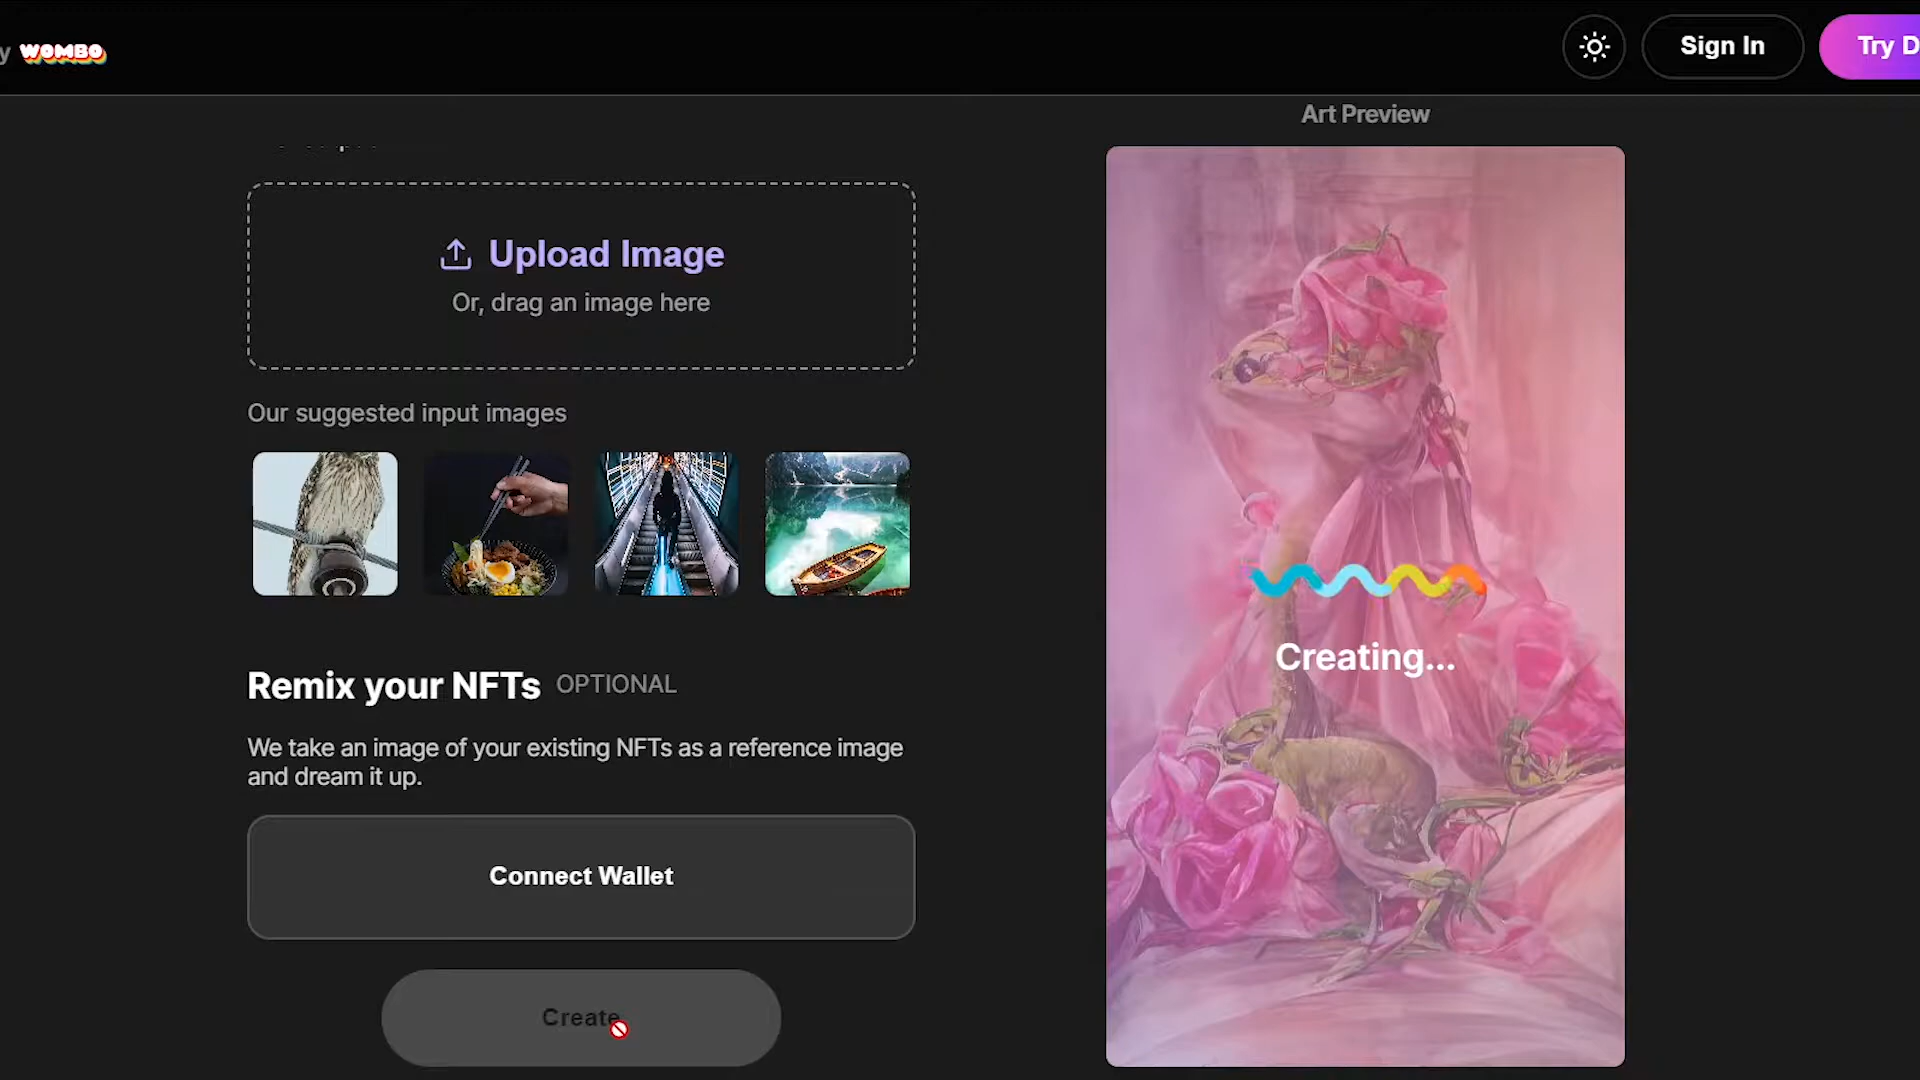 y WOMBO
Sign In
Try D
Art Preview
Upload Image
Or, drag an image here
Our suggested input images
Creating...
Remix your NFTs OPTIONAL
We take an image of your existing NFTs as a reference image
and dream it up.
Connect Wallet
Create